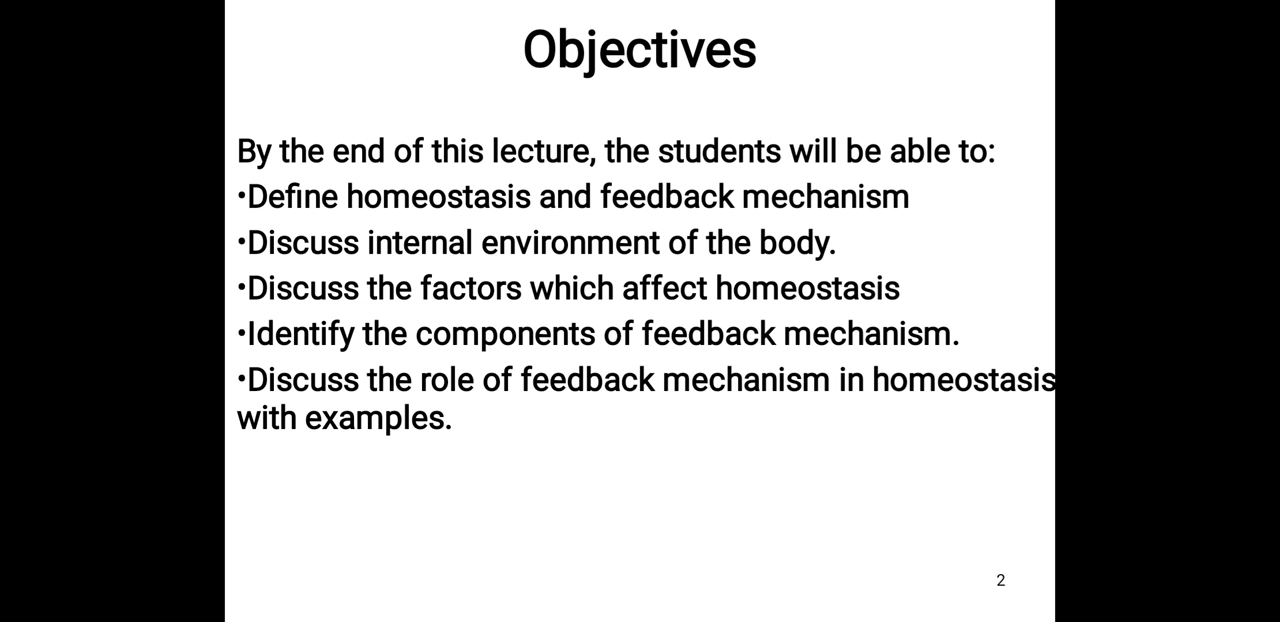 Objectives
By the end of this lecture, the students will be able to:
•Define homeostasis and feedback mechanism
•Discuss internal environment of the body.
•Discuss the factors which affect homeostasis
•Identify the components of feedback mechanism.
•Discuss the role of feedback mechanism in homeostasis
with examples.
2